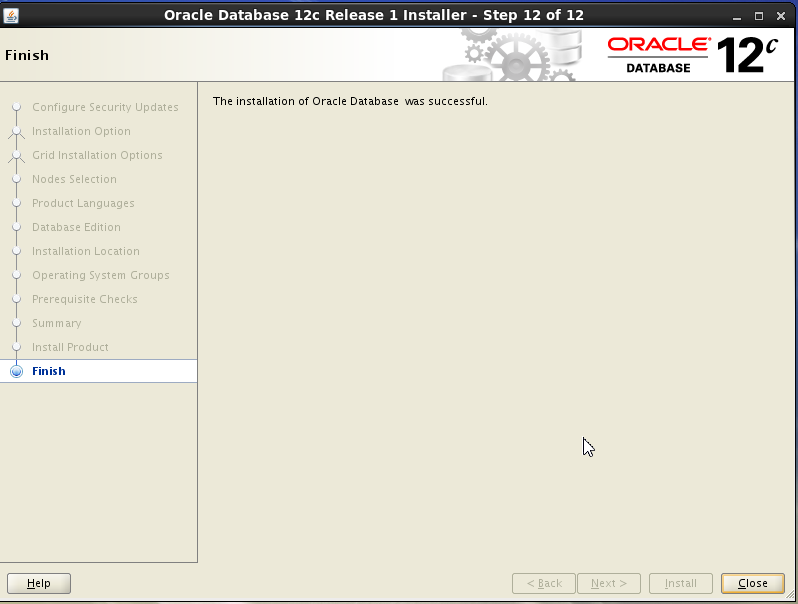 Oracle Database 12c Release 1 Installer - Step 12 of 12
Finish
ORACLE®
DATABASE
12c
Configure Security Updates
Installation Option
Grid Installation Options
Nodes Selection
Product Languages
Database Edition
Installation Location
Operating System Groups
Prerequisite Checks
Summary
Install Product
Finish
The installation of Oracle Database  was successful.
Help
< Back
Next >
Install
Close